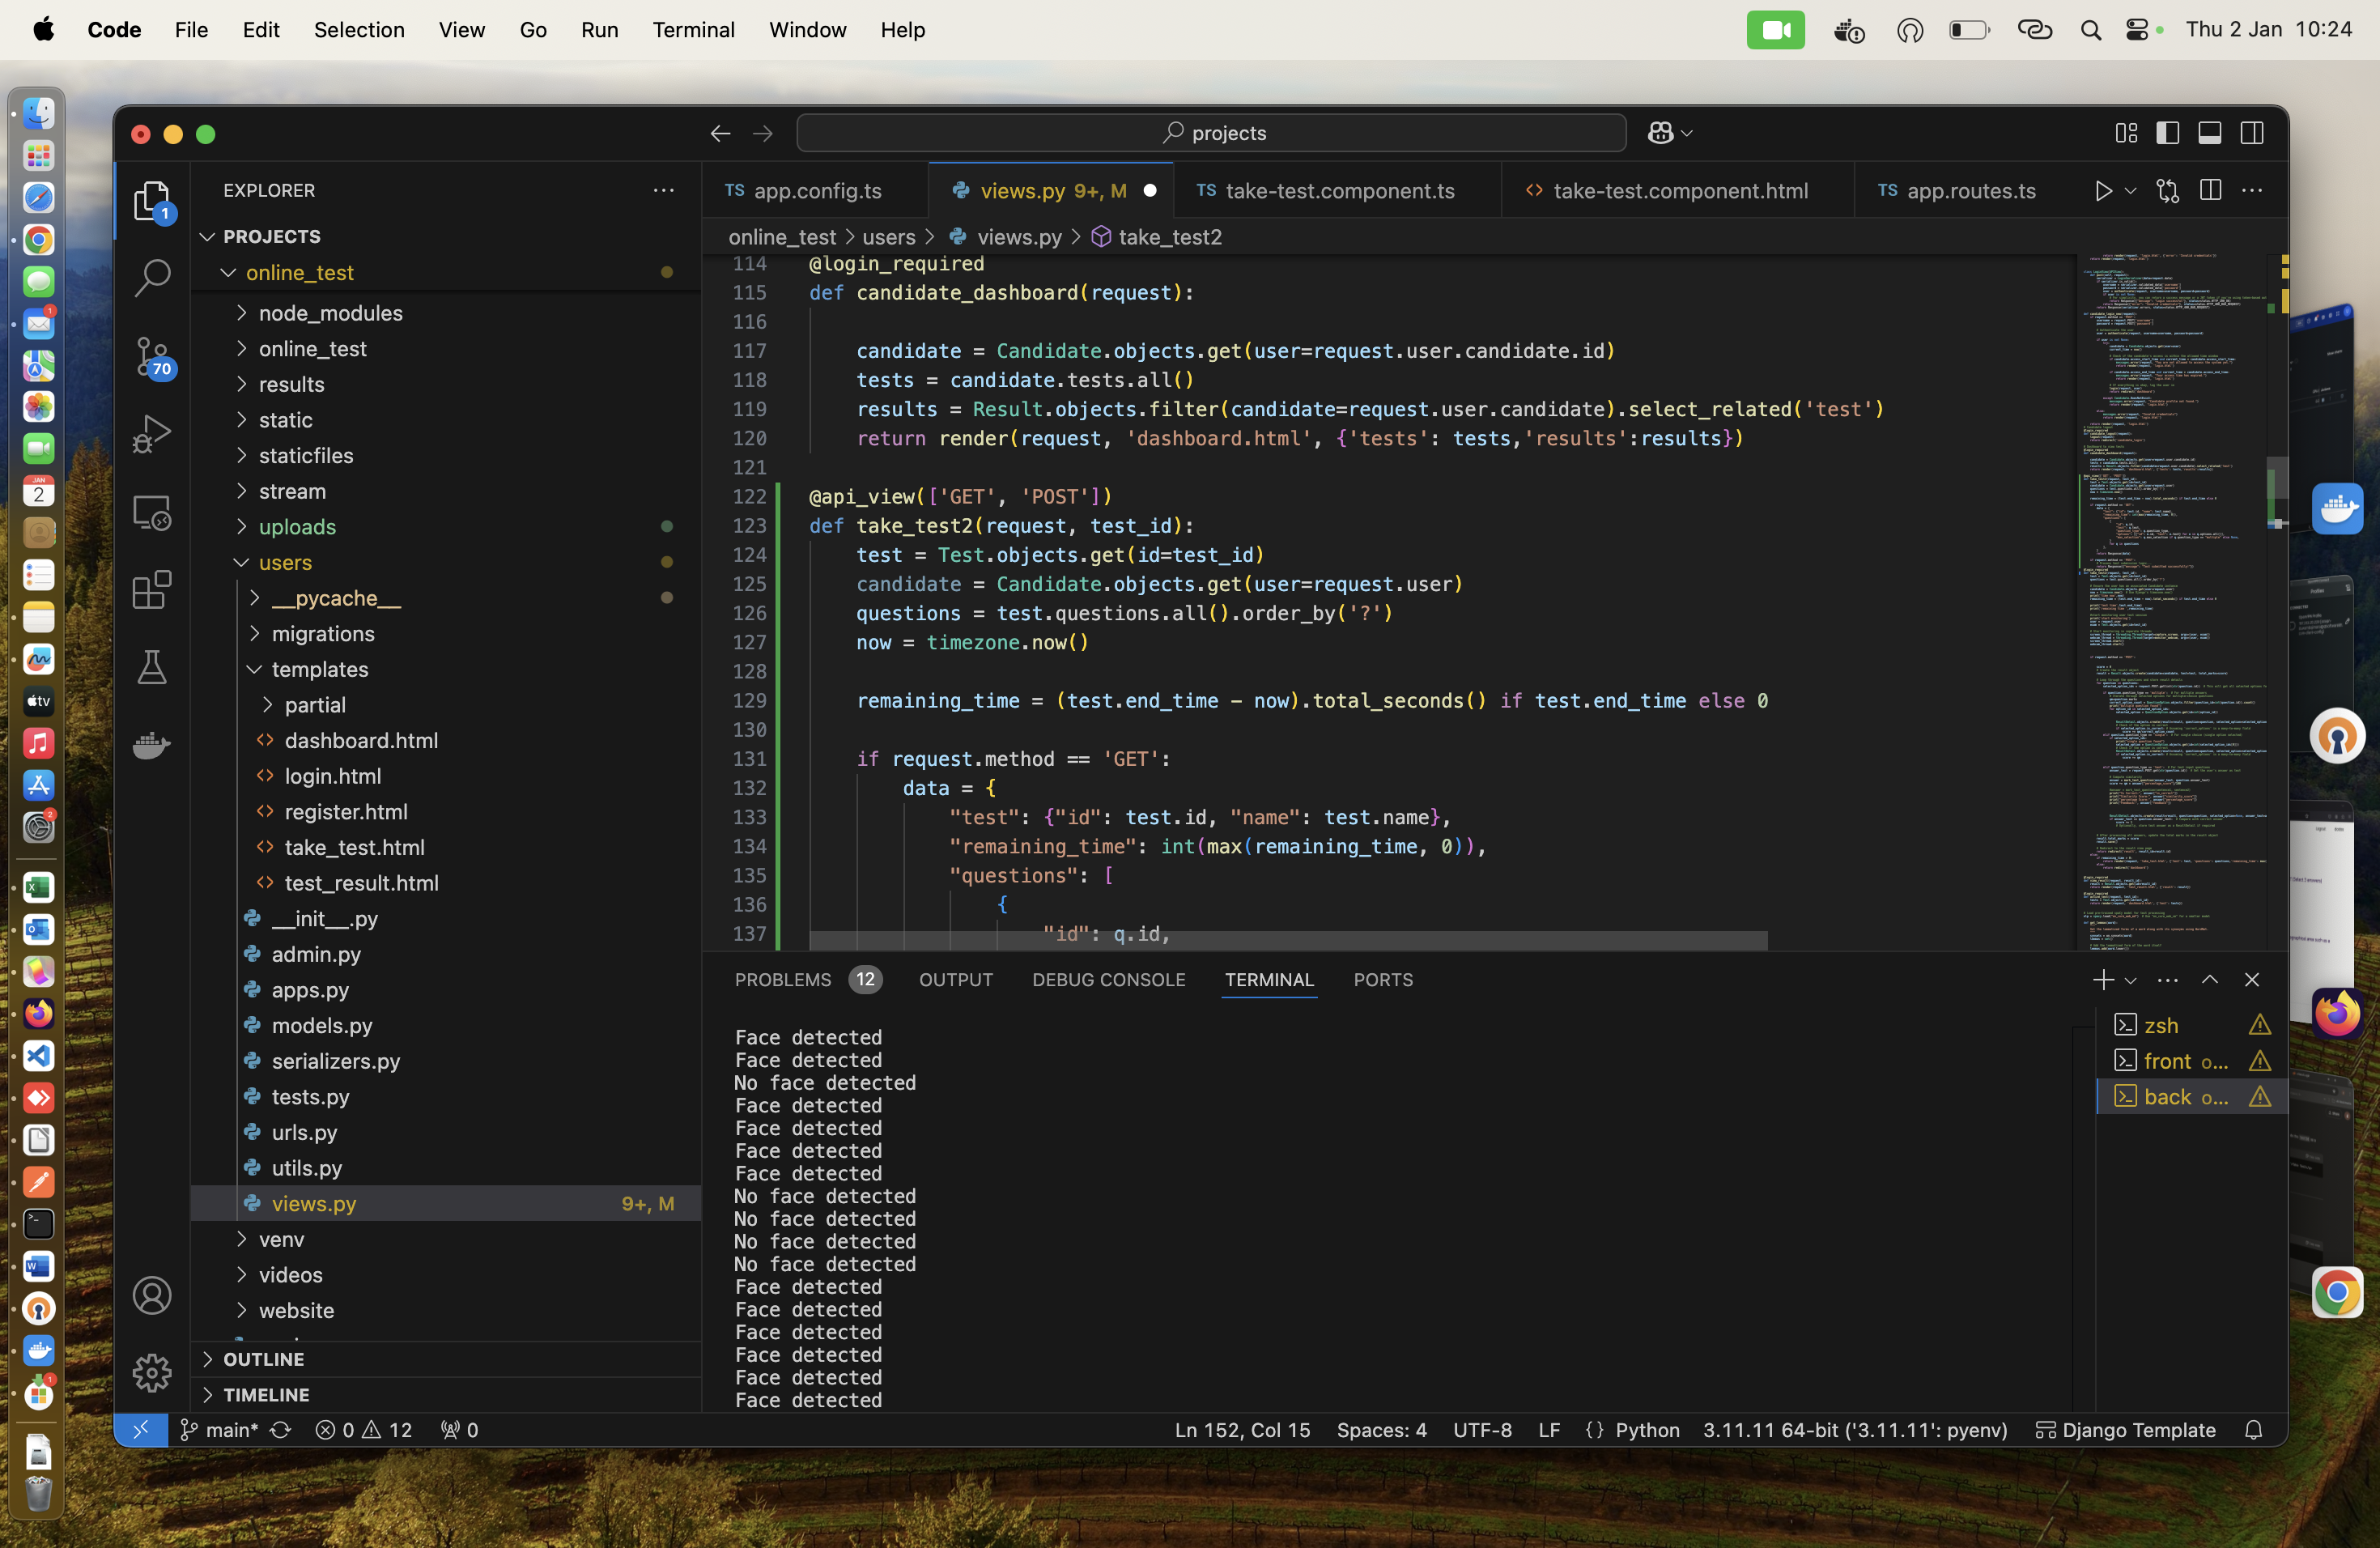 Code File Edit Selection View Go Run Terminal Window Help
Thu 2 Jan 10:24
projects
EXPLORER
PROJECTS
online_test
node_modules
online_test
results
static
staticfiles
stream
uploads
users
__pycache__
migrations
templates
partial
dashboard.html
login.html
register.html
take_test.html
test_result.html
__init__.py
admin.py
apps.py
models.py
serializers.py
tests.py
urls.py
utils.py
views.py 9+, M
venv
videos
website
OUTLINE
TIMELINE
1
70
TS app.config.ts
views.py 9+, M
TS take-test.component.ts
take-test.component.html
TS app.routes.ts
online_test > users > views.py > take_test2
114 @login_required
115 def candidate_dashboard(request):
116
117 candidate = Candidate.objects.get(user=request.user.candidate.id)
118 tests = candidate.tests.all()
119 results = Result.objects.filter(candidate=request.user.candidate).select_related('test')
120 return render(request, 'dashboard.html', {'tests': tests,'results':results})
121
122 @api_view(['GET', 'POST'])
123 def take_test2(request, test_id):
124 test = Test.objects.get(id=test_id)
125 candidate = Candidate.objects.get(user=request.user)
126 questions = test.questions.all().order_by('?')
127 now = timezone.now()
128
129 remaining_time = (test.end_time - now).total_seconds() if test.end_time else 0
130
131 if request.method == 'GET':
132 data = {
133 "test": {"id": test.id, "name": test.name},
134 "remaining_time": int(max(remaining_time, 0)),
135 "questions": [
136 {
137 "id": q.id,
PROBLEMS 12 OUTPUT DEBUG CONSOLE TERMINAL PORTS
Face detected
Face detected
No face detected
Face detected
Face detected
Face detected
Face detected
No face detected
No face detected
No face detected
No face detected
Face detected
Face detected
Face detected
Face detected
Face detected
Face detected
zsh
front o...
back o...
main* 0 12 0
Ln 152, Col 15 Spaces: 4 UTF-8 LF {} Python 3.11.11 64-bit ('3.11.11': pyenv) Django Template
1
JAN
2
tv
2
1